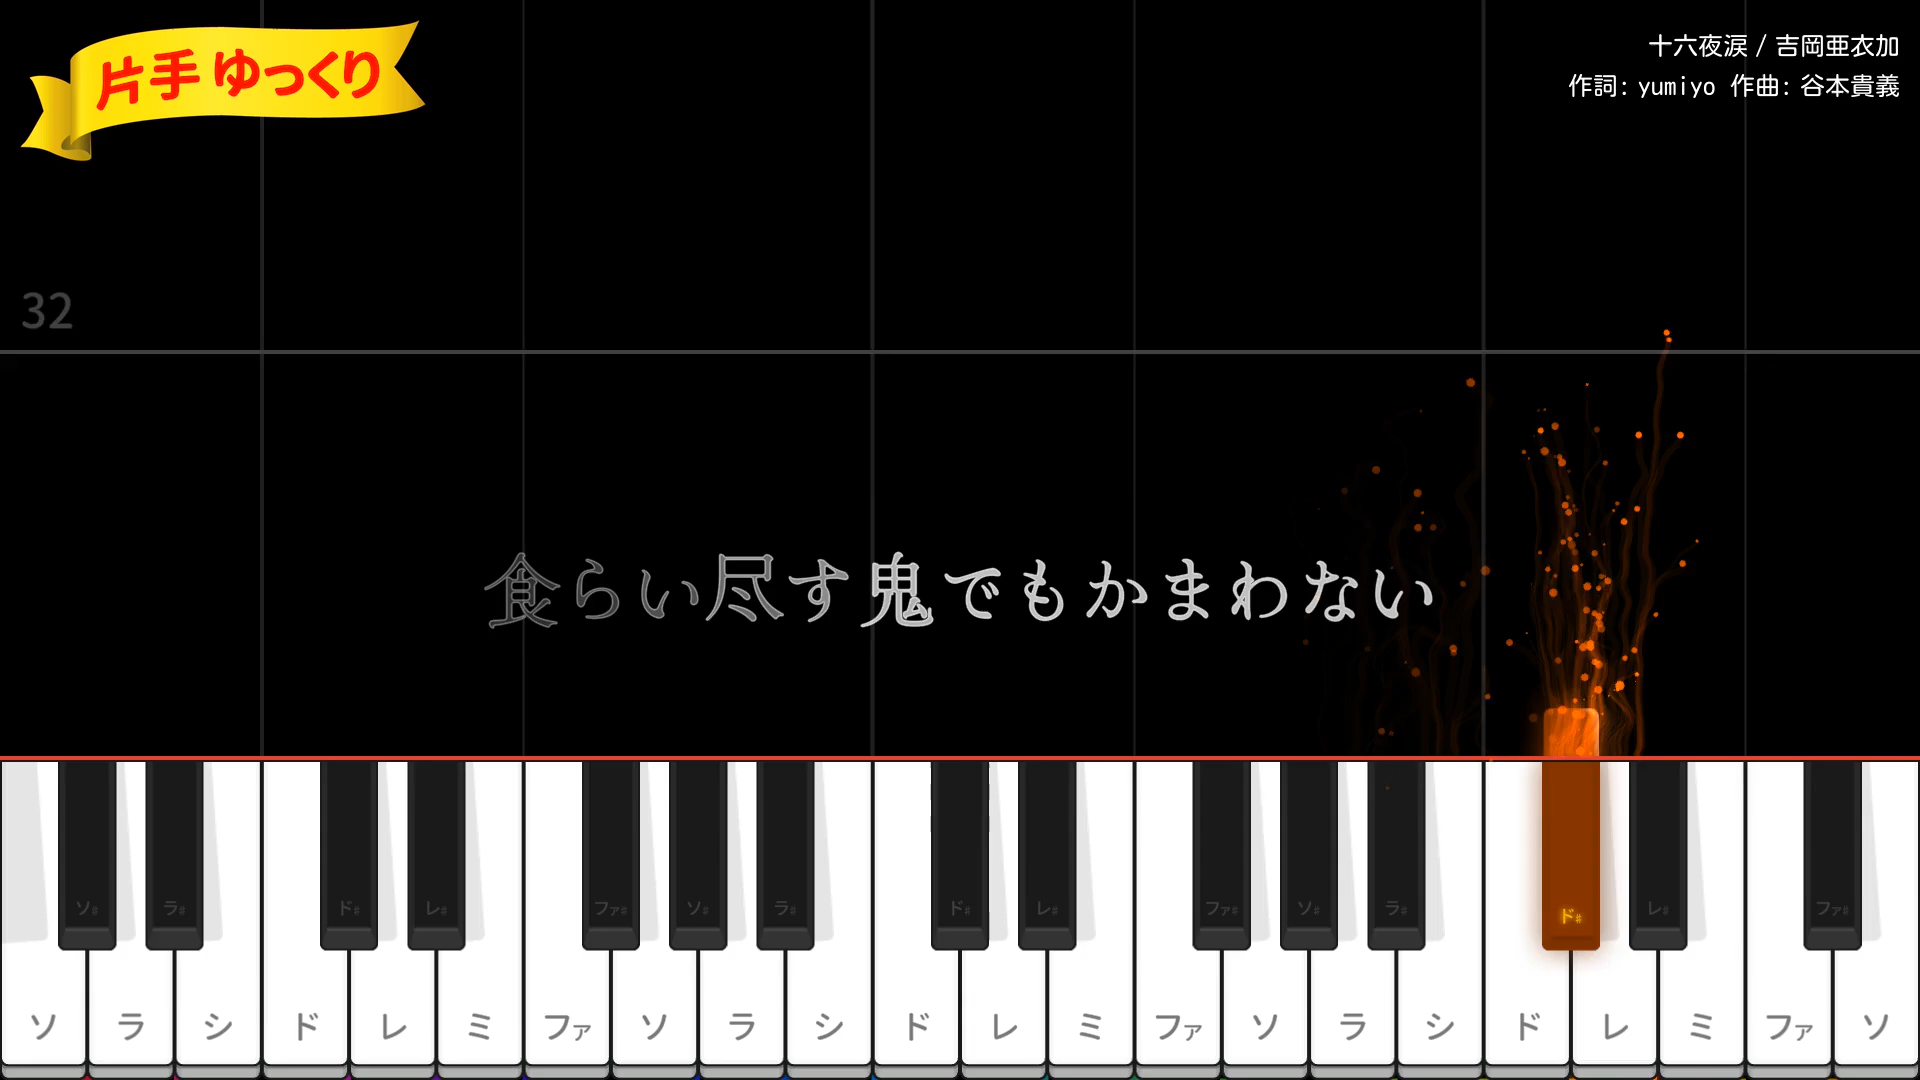 片手 ゆっくり
十六夜涙 / 吉岡亜衣加
作詞: yumiyo 作曲: 谷本貴義
32
食らい尽す鬼でもかまわない
ソ# ラ# ド# レ# ファ# ソ# ラ# ド# レ# ファ# ソ# ラ# ド# レ# ファ#
ソ ラ シ ド レ ミ ファ ソ ラ シ ド レ ミ ファ ソ ラ シ ド レ ミ ファ ソ